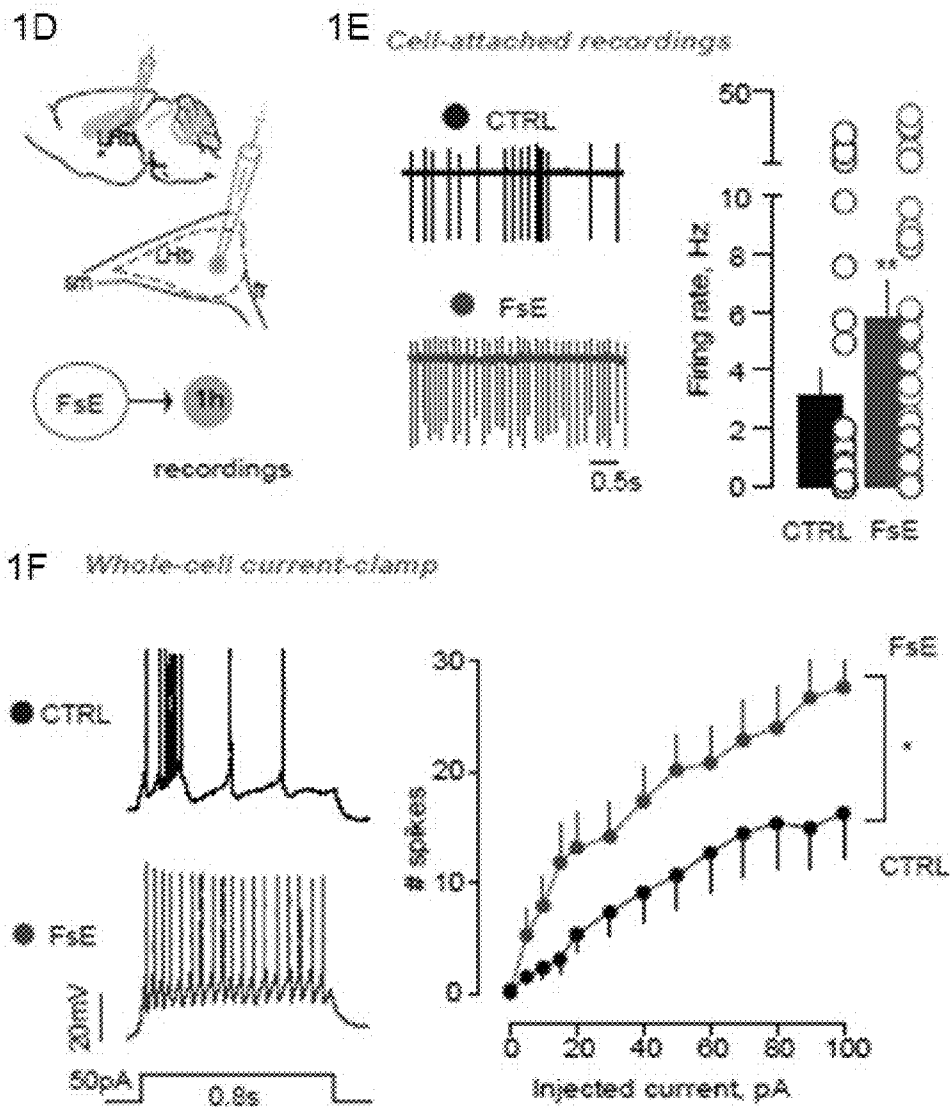 1D
LHb
sm
FsE
1h
recordings
1E
Cell-attached recordings
CTRL
FsE
0.5s
50
10
8
6
4
2
0
Firing rate, Hz
**
CTRL
FsE
1F
Whole-cell current-clamp
CTRL
FsE
20mV
50pA
0.8s
30
20
10
0
# spikes
0
20
40
60
80
100
Injected current, pA
FsE
*
CTRL